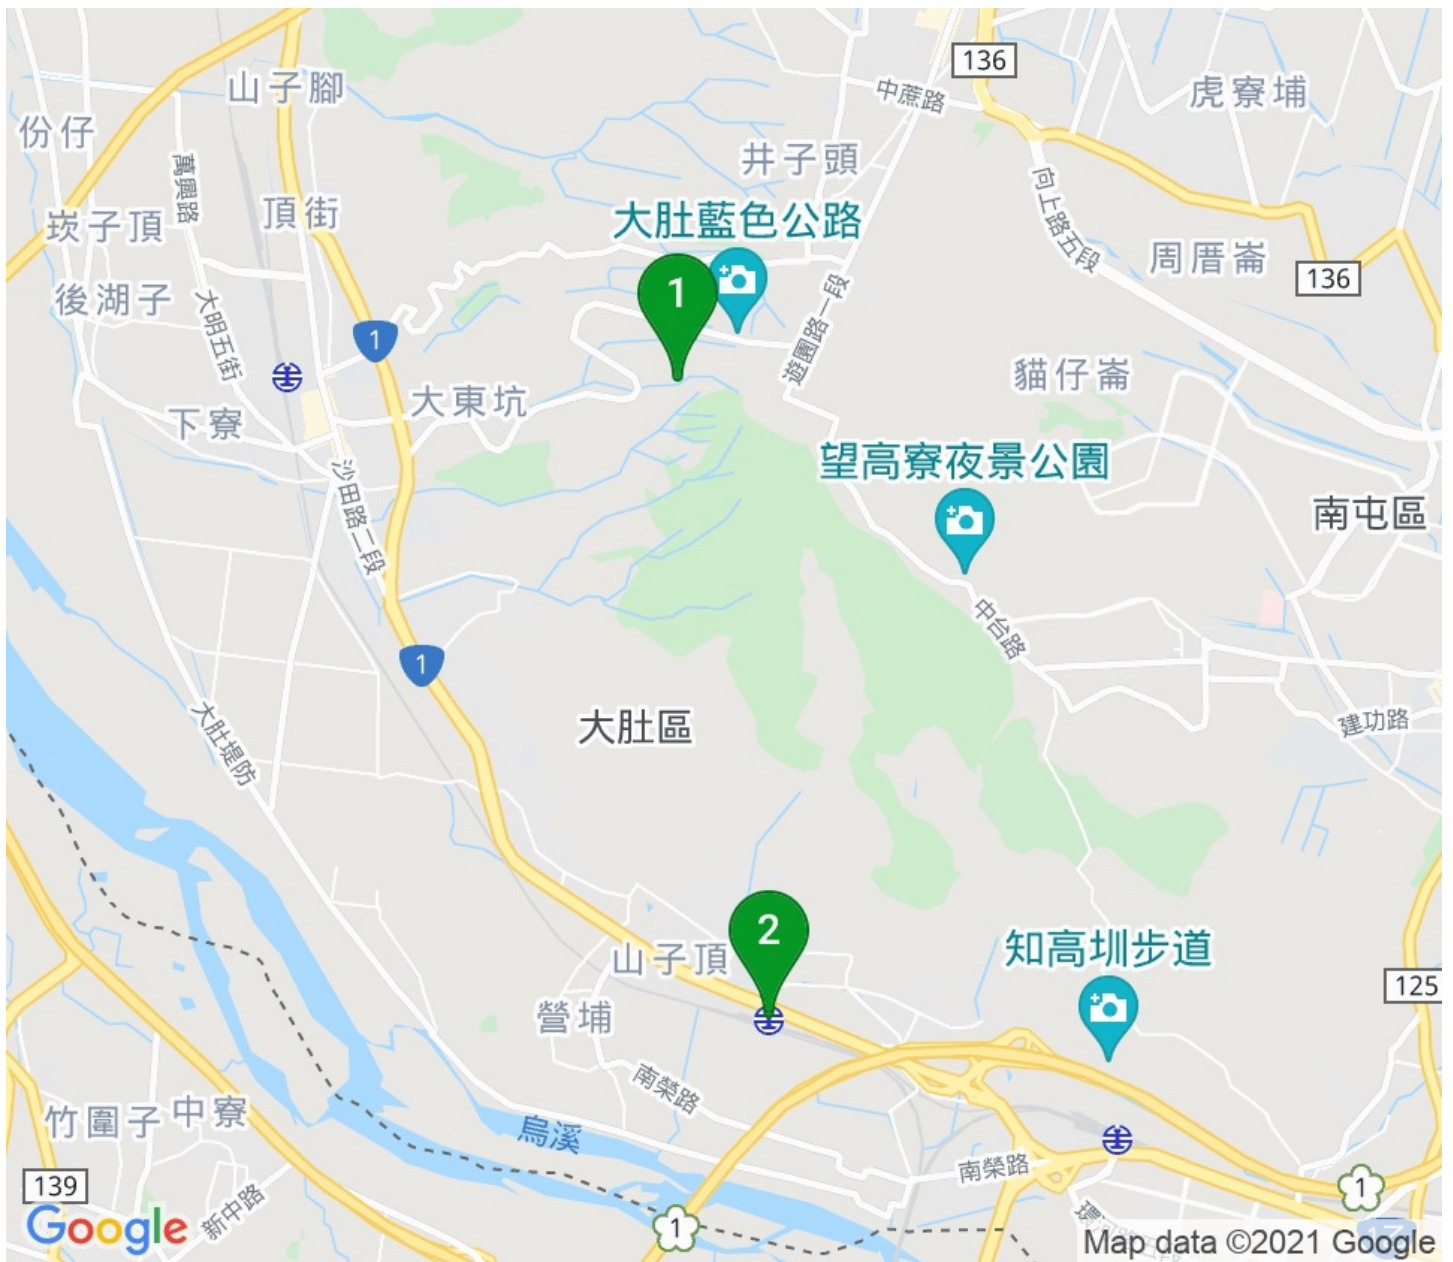 136
中蔗路
虎寮埔
山子腳
份仔
井子頭
萬興路
向上路五段
大肚藍色公路
頂街
崁子頂
周厝崙
136
1
後湖子
大明五街
遊園路一段
1
貓仔崙
大東坑
下寮
望高寮夜景公園
沙田路二段
南屯區
中台路
1
大肚區
建功路
大肚堤防
2
知高圳步道
山子頂
125
營埔
南榮路
竹圍子
中寮
烏溪
南榮路
139
1
新中路
1
Google
Map data ©2021 Google